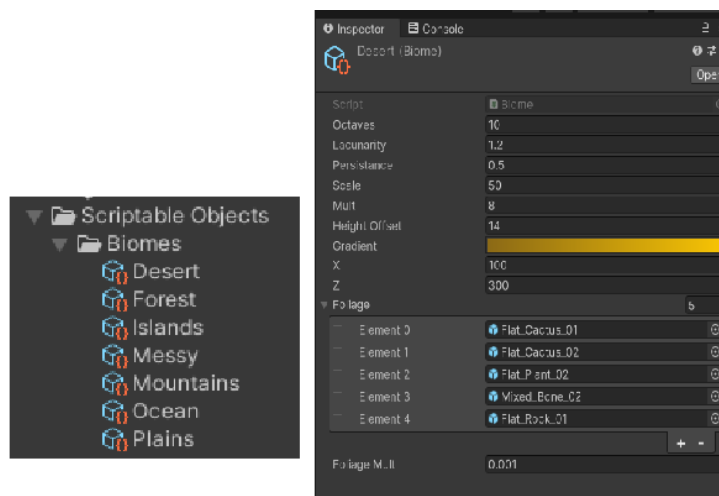 Scriptable Objects
Biomes
Desert
Forest
Islands
Messy
Mountains
Ocean
Plains
Inspector Console
Desert (Biome)
Ope
Script Biome
Octaves 10
Lacunarity 1.2
Persistance 0.5
Scale 50
Mult 8
Height Offset 14
Gradient
X 100
Z 300
Foliage 5
Element 0 Flat_Cactus_01
Element 1 Flat_Cactus_02
Element 2 Flat_Plant_02
Element 3 Mixed_Bone_02
Element 4 Flat_Rock_01
+ -
Foliage Mult 0.001